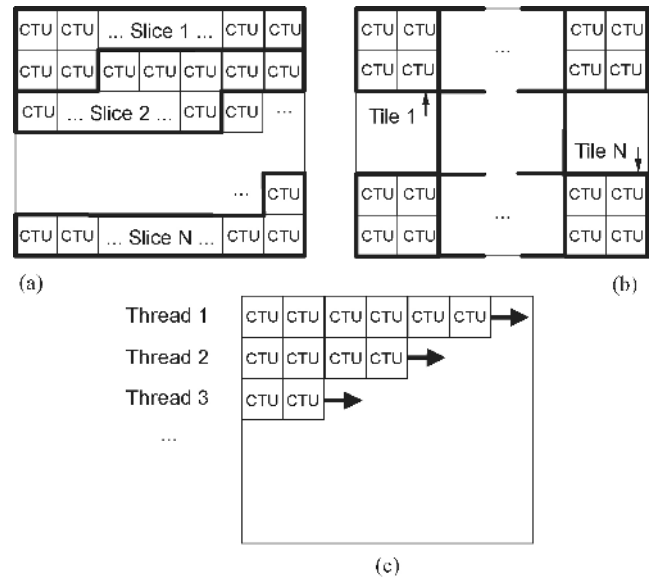 CTU CTU ... Slice 1 ... CTU CTU
CTU CTU CTU CTU CTU CTU CTU
CTU ... Slice 2 ... CTU CTU ...
... CTU
CTU CTU ... Slice N ... CTU CTU
(a)
CTU CTU ... CTU CTU
CTU CTU CTU CTU
Tile 1
Tile N
CTU CTU ... CTU CTU
CTU CTU CTU CTU
(b)
Thread 1 CTU CTU CTU CTU CTU CTU
Thread 2 CTU CTU CTU CTU
Thread 3 CTU CTU
...
(c)